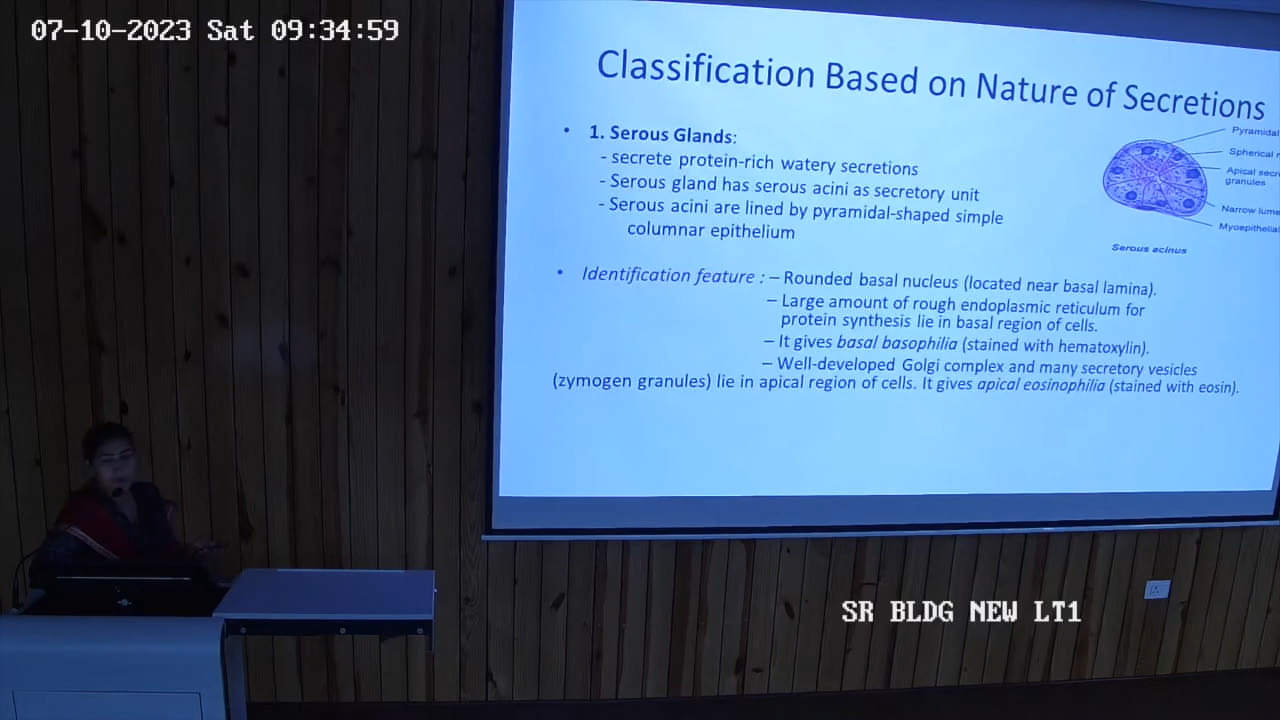 07-10-2023 Sat 09:34:59
Classification Based on Nature of Secretions
• 1. Serous Glands:
- secrete protein-rich watery secretions
- Serous gland has serous acini as secretory unit
- Serous acini are lined by pyramidal-shaped simple
columnar epithelium
Pyramidal
Spherical
Apical
granules
Narrow
Serous acinus
• Identification feature : – Rounded basal nucleus (located near basal lamina).
– Large amount of rough endoplasmic reticulum for
protein synthesis lie in basal region of cells.
– It gives basal basophilia (stained with hematoxylin).
– Well-developed Golgi complex and many secretory vesicles
(zymogen granules) lie in apical region of cells. It gives apical eosinophilia (stained with eosin).
SR BLDG NEW LT1